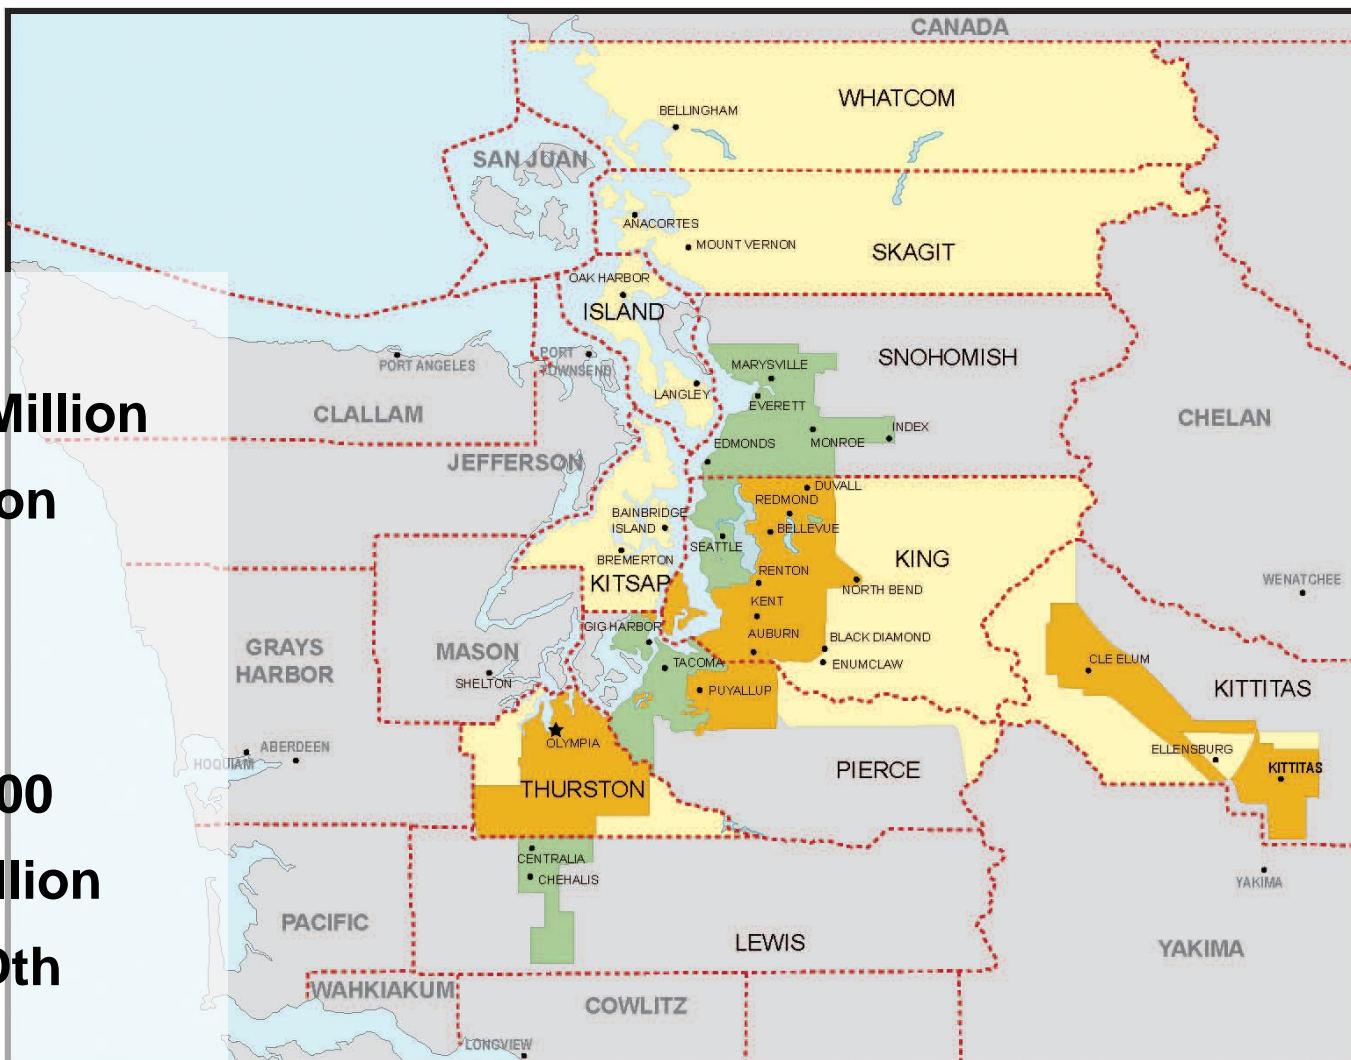 CANADA
WHATCOM
BELLINGHAM
SAN JUAN
ANACORTES
MOUNT VERNON
SKAGIT
OAK HARBOR
ISLAND
PORT
TOWNSEND
PORT ANGELES
MARYSVILLE
SNOHOMISH
LANGLEY
EVERETT
CLALLAM
Million
CHELAN
INDEX
MONROE
EDMONDS
JEFFERSON
DUVALL
REDMOND
on
BAINBRIDGE
ISLAND
BELLEVUE
SEATTLE
BREMERTON
KING
KITSAP
RENTON
NORTH BEND
WENATCHEE
KENT
GIG HARBOR
AUBURN
BLACK DIAMOND
GRAYS
HARBOR
MASON
SHELTON
TACOMA
ENUMCLAW
CLE ELUM
PUYALLUP
KITTITAS
OLYMPIA
ABERDEEN
HOQUIAM
ELLENSBURG
KITTITAS
PIERCE
THURSTON
00
CENTRALIA
CHEHALIS
llion
YAKIMA
PACIFIC
LEWIS
YAKIMA
0th
WAHKIAKUM
COWLITZ
LONGVIEW